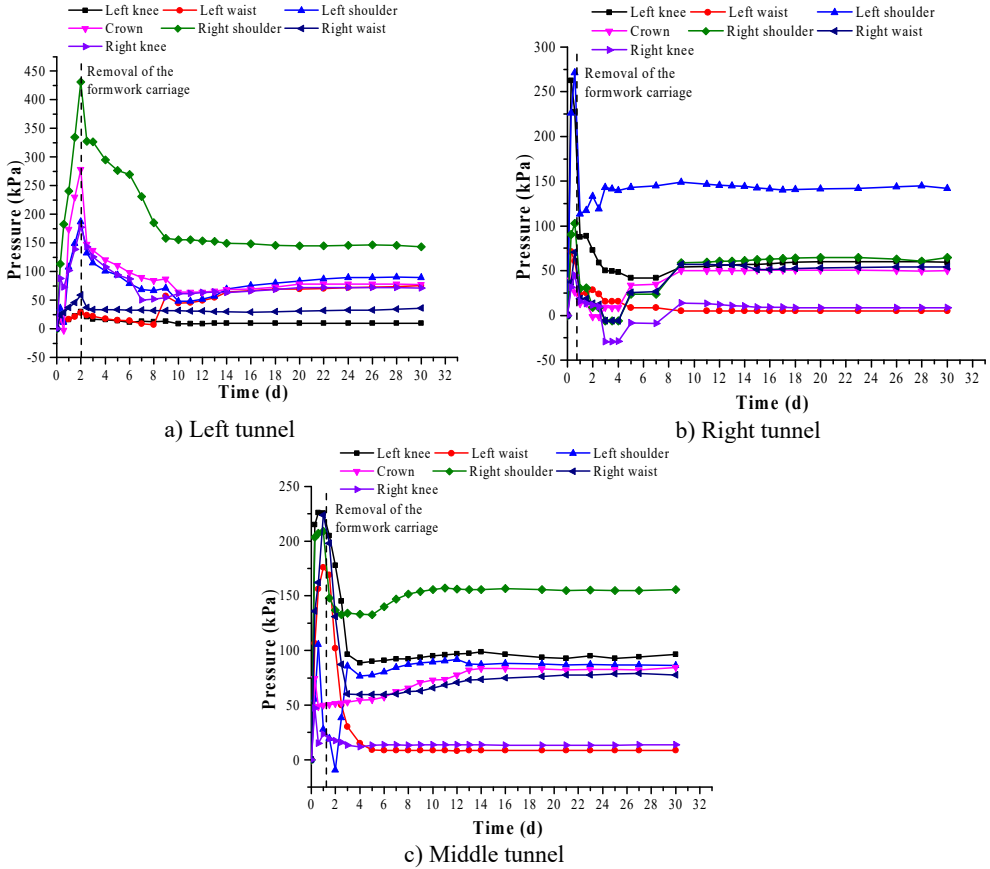 Left knee Left waist Left shoulder
Crown Right shoulder Right waist
Right knee
450
400
350
300
250
200
150
100
50
0
-50
Pressure (kPa)
Removal of the
formwork carriage
0 2 4 6 8 10 12 14 16 18 20 22 24 26 28 30 32
Time (d)
a) Left tunnel
Left knee Left waist Left shoulder
Crown Right shoulder Right waist
Right knee
300
250
200
150
100
50
0
-50
Pressure (kPa)
Removal of the
formwork carriage
0 2 4 6 8 10 12 14 16 18 20 22 24 26 28 30 32
Time (d)
b) Right tunnel
Left knee Left waist Left shoulder
Crown Right shoulder Right waist
Right knee
250
200
150
100
50
0
Pressure (kPa)
Removal of the
formwork carriage
0 2 4 6 8 10 12 14 16 18 20 22 24 26 28 30 32
Time (d)
c) Middle tunnel